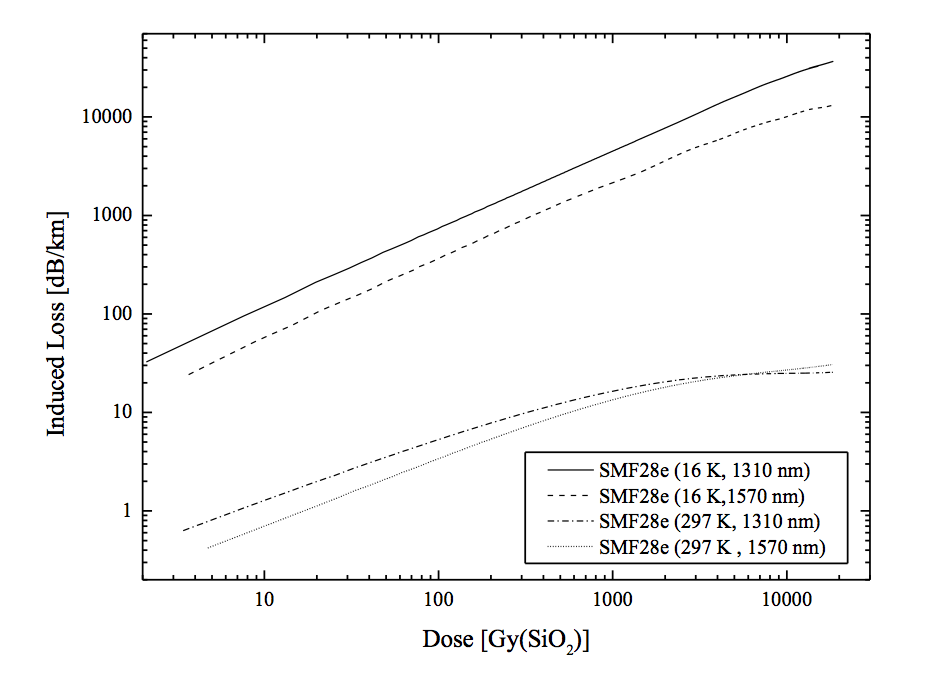 10000
1000
100
10
1
Induced Loss [dB/km]
SMF28e (16 K, 1310 nm)
SMF28e (16 K,1570 nm)
SMF28e (297 K, 1310 nm)
SMF28e (297 K , 1570 nm)
10 100 1000 10000
Dose [Gy(SiO₂)]